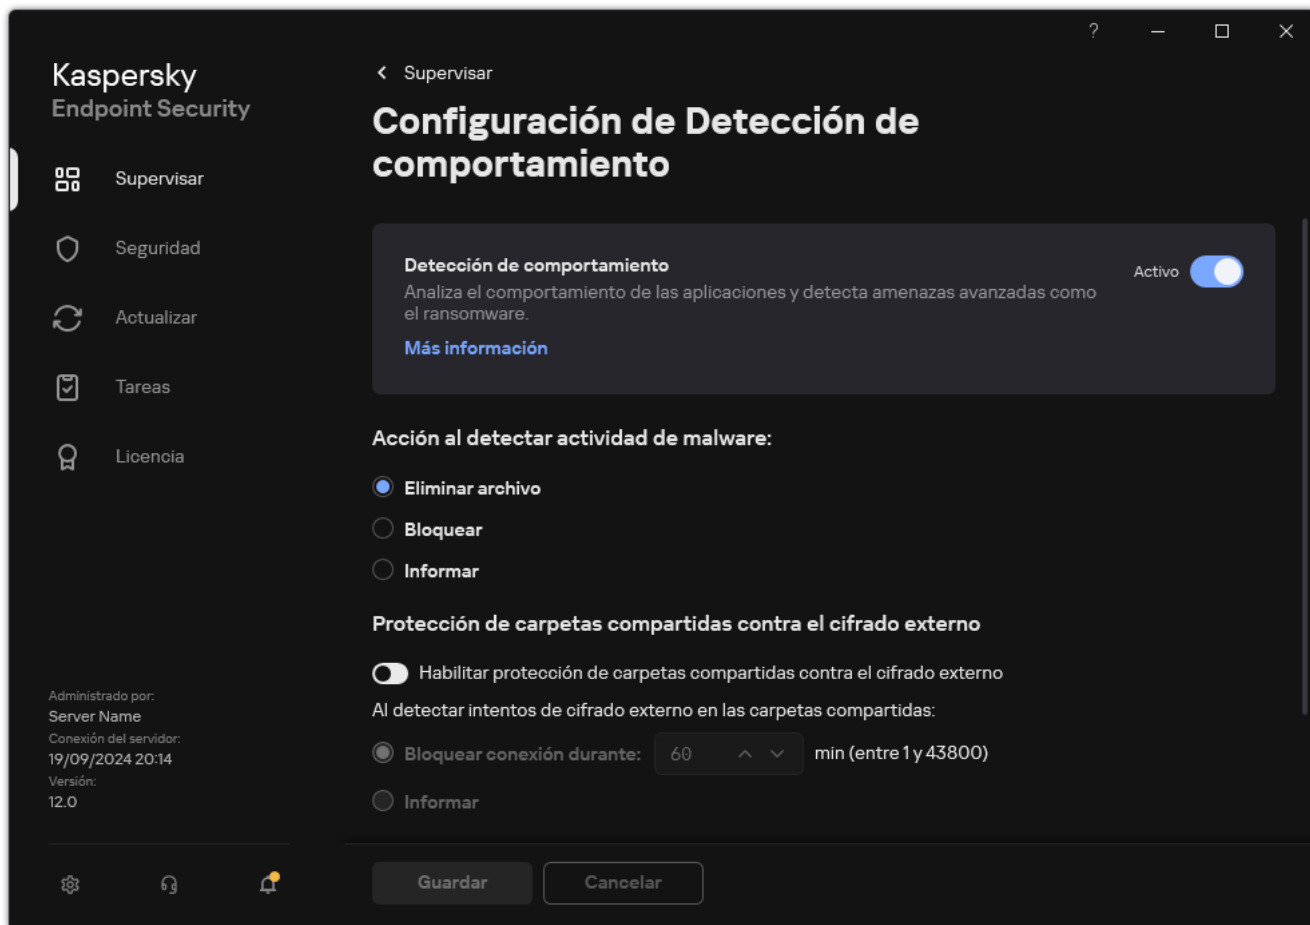 ?
Kaspersky
Endpoint Security
Supervisar
Seguridad
Actualizar
Tareas
Licencia
Administrado por:
Server Name
Conexión del servidor:
19/09/2024 20:14
Versión:
12.0
Supervisar
Configuración de Detección de
comportamiento
Detección de comportamiento
Activo
Analiza el comportamiento de las aplicaciones y detecta amenazas avanzadas como
el ransomware.
Más información
Acción al detectar actividad de malware:
Eliminar archivo
Bloquear
Informar
Protección de carpetas compartidas contra el cifrado externo
Habilitar protección de carpetas compartidas contra el cifrado externo
Al detectar intentos de cifrado externo en las carpetas compartidas:
Bloquear conexión durante: 60 min (entre 1 y 43800)
Informar
Guardar Cancelar